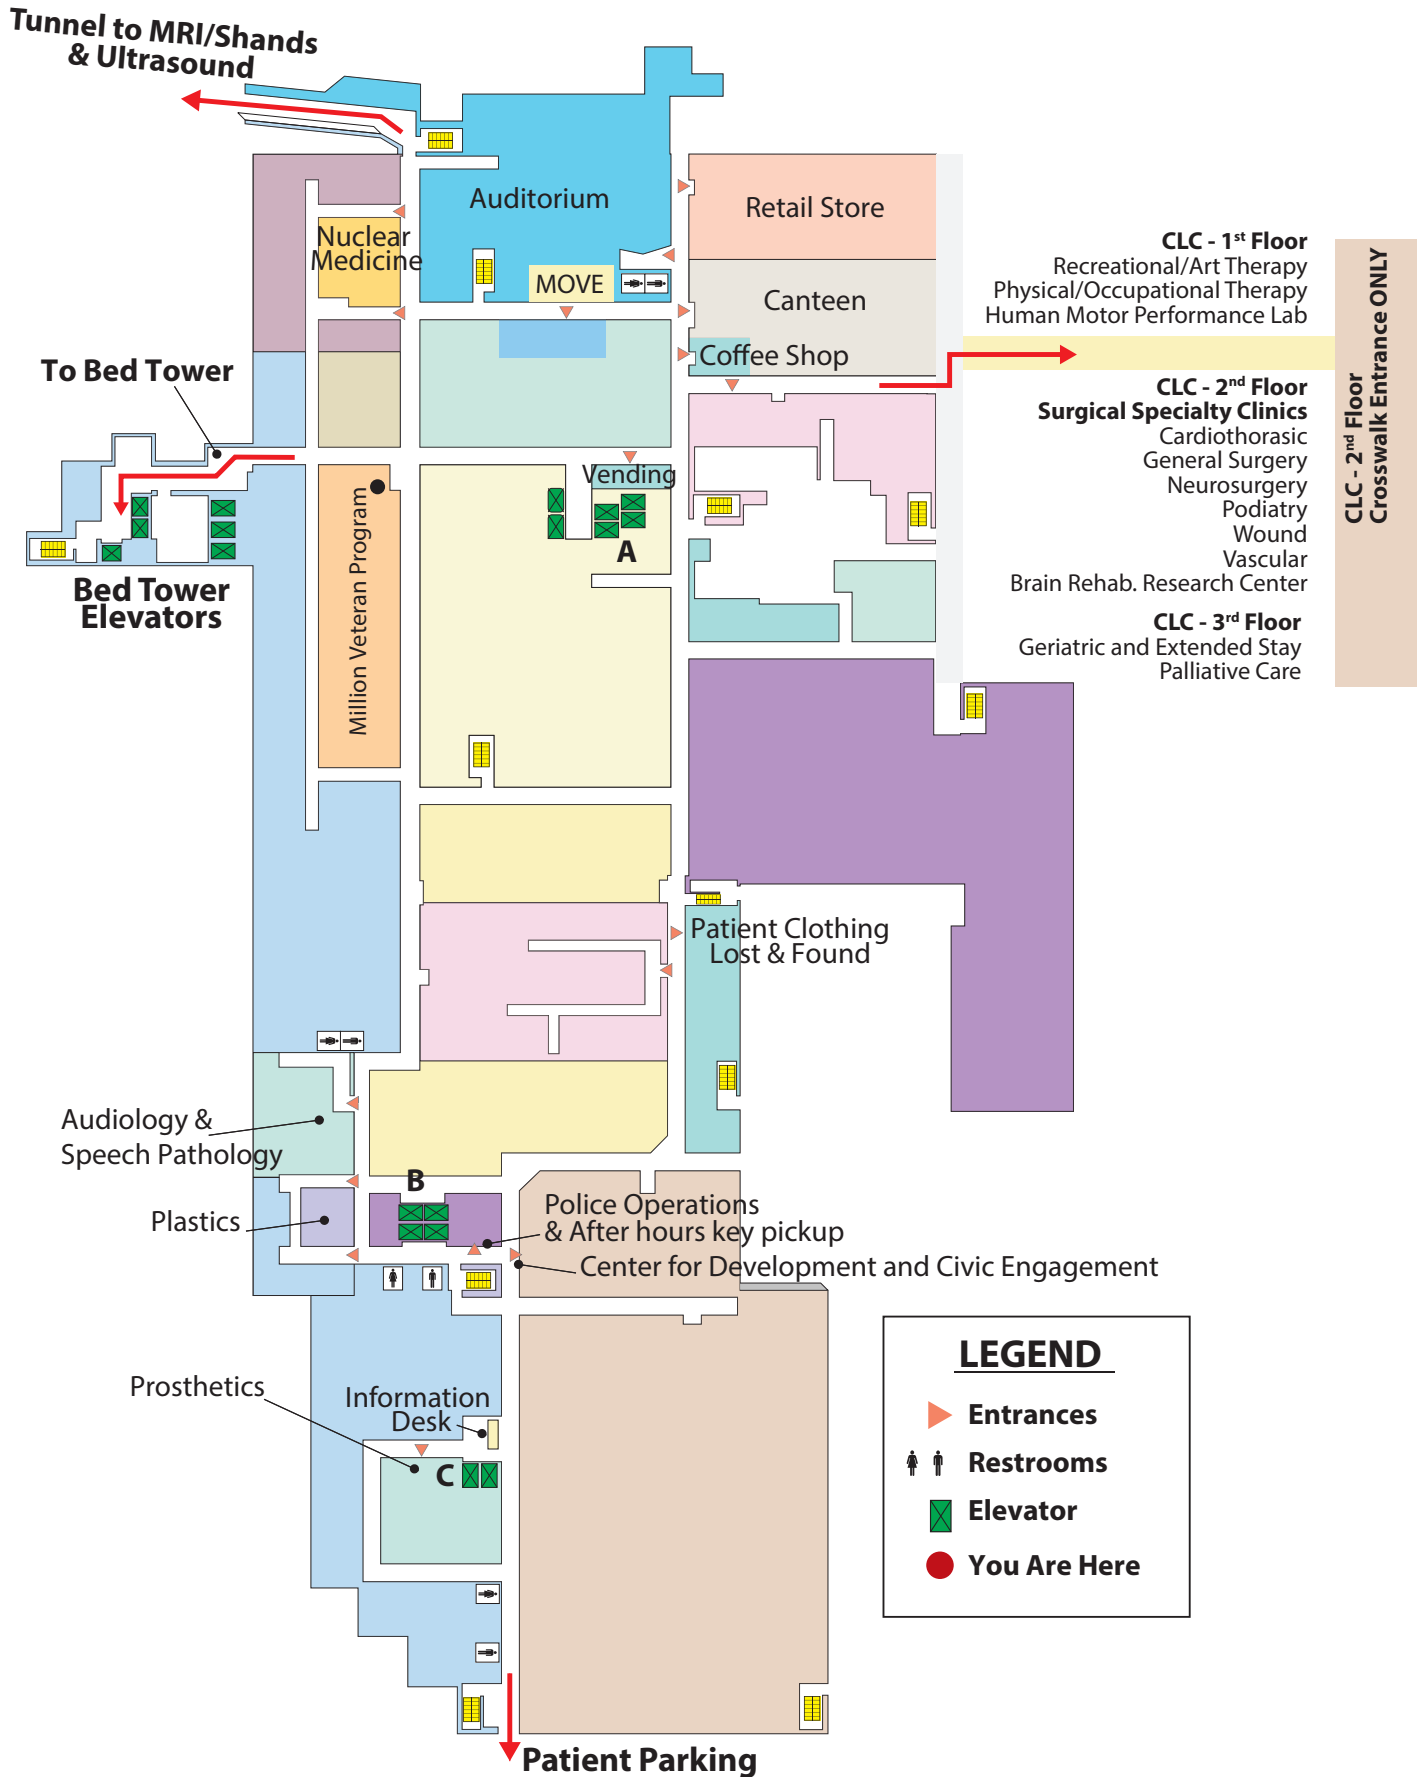 Tunnel to MRI/Shands
& Ultrasound
Auditorium
Retail Store
Nuclear
Medicine
MOVE
Canteen
Coffee Shop
CLC - 1st Floor
Recreational/Art Therapy
Physical/Occupational Therapy
Human Motor Performance Lab
CLC - 2nd Floor
Surgical Specialty Clinics
Cardiothorasic
General Surgery
Neurosurgery
Podiatry
Wound
Vascular
Brain Rehab. Research Center
CLC - 3rd Floor
Geriatric and Extended Stay
Palliative Care
CLC - 2nd Floor
Crosswalk Entrance ONLY
To Bed Tower
Vending
A
Bed Tower
Elevators
Million Veteran Program
Patient Clothing
Lost & Found
Audiology &
Speech Pathology
B
Plastics
Police Operations
& After hours key pickup
Center for Development and Civic Engagement
Prosthetics
Information
Desk
C
LEGEND
Entrances
Restrooms
Elevator
You Are Here
Patient Parking